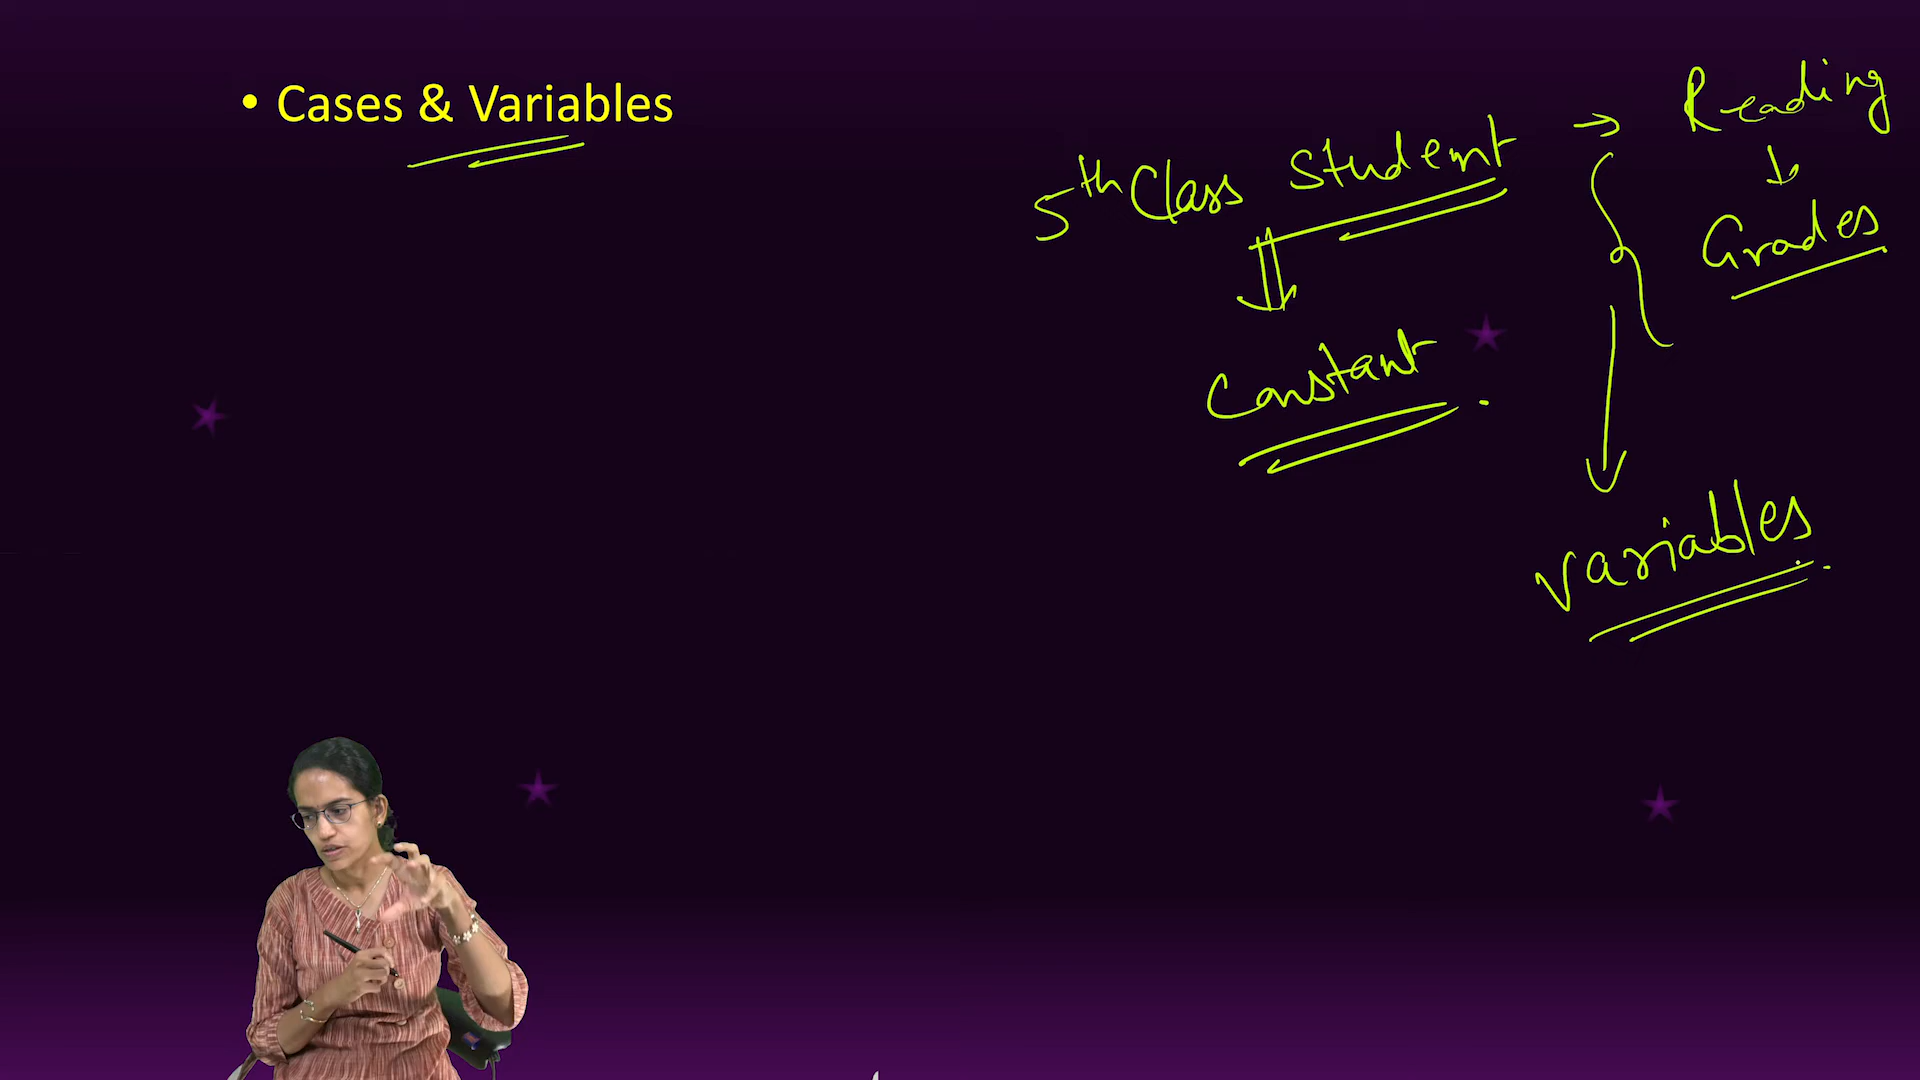 • Cases & Variables
5th Class Student → Reading
Grades
Constant
Variables